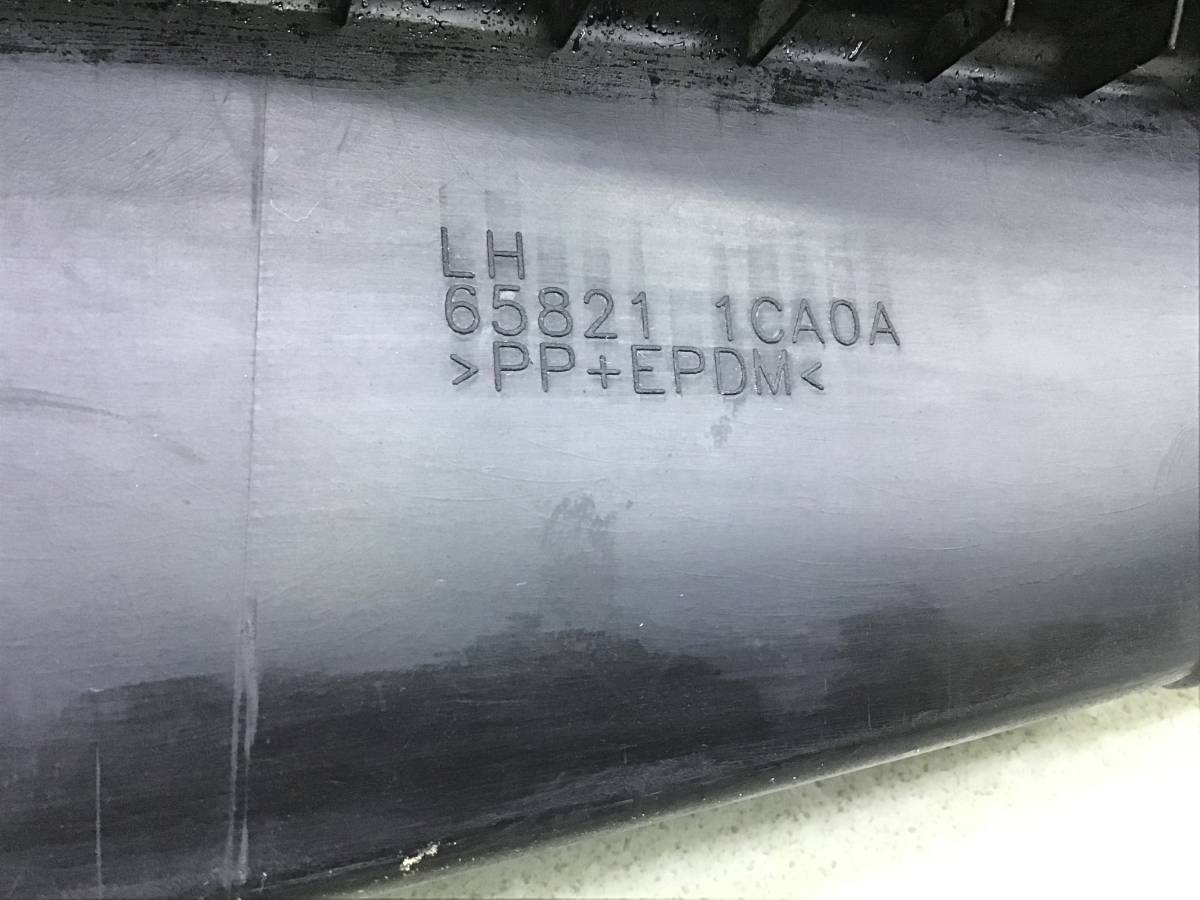 LH
65821 1CA0A
>PP+EPDM<